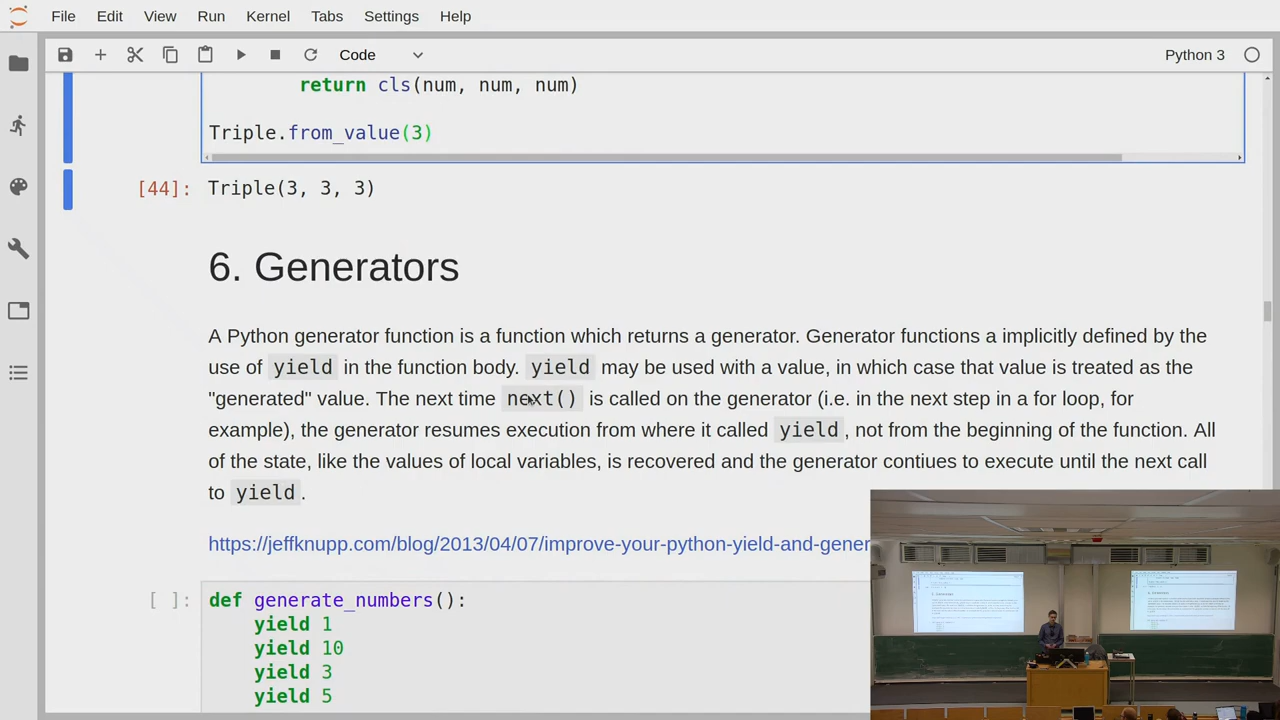 File Edit View Run Kernel Tabs Settings Help
Code Python 3
return cls(num, num, num)
Triple.from_value(3)
[44]: Triple(3, 3, 3)
6. Generators
A Python generator function is a function which returns a generator. Generator functions a implicitly defined by the
use of yield in the function body. yield may be used with a value, in which case that value is treated as the
"generated" value. The next time next() is called on the generator (i.e. in the next step in a for loop, for
example), the generator resumes execution from where it called yield, not from the beginning of the function. All
of the state, like the values of local variables, is recovered and the generator contiues to execute until the next call
to yield.
https://jeffknupp.com/blog/2013/04/07/improve-your-python-yield-and-gener
[ ]: def generate_numbers():
yield 1
yield 10
yield 3
yield 5